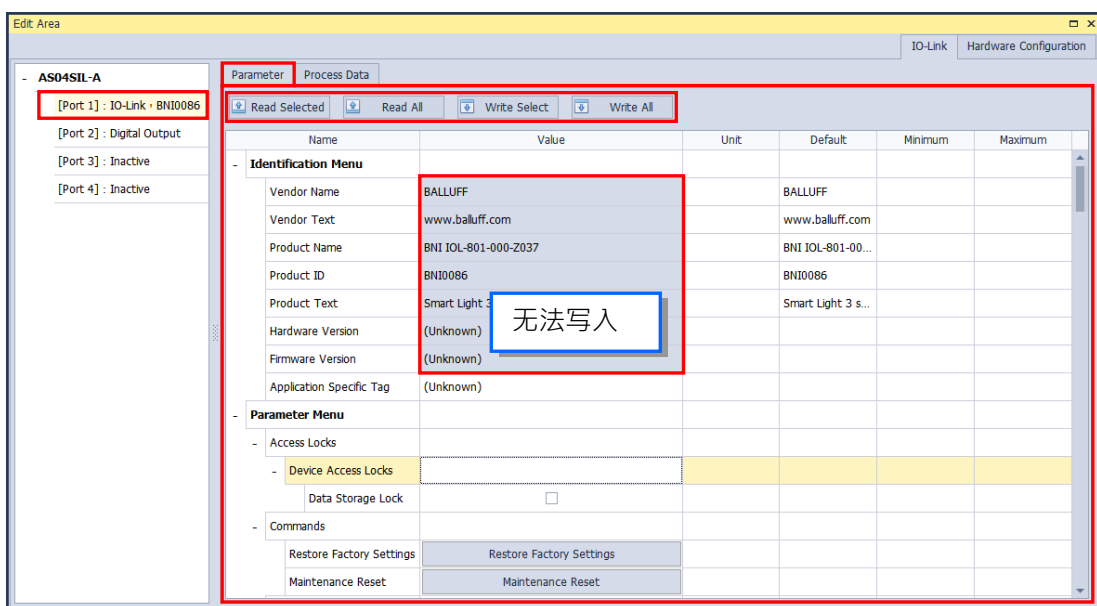 Edit Area
IO-Link Hardware Configuration
- AS04SIL-A
[Port 1] : IO-Link，BNI0086
[Port 2] : Digital Output
[Port 3] : Inactive
[Port 4] : Inactive
Parameter Process Data
Read Selected Read All Write Select Write All
Name Value Unit Default Minimum Maximum
- Identification Menu
Vendor Name BALLUFF BALLUFF
Vendor Text www.balluff.com www.balluff.com
Product Name BNI IOL-801-000-Z037 BNI IOL-801-00...
Product ID BNI0086 BNI0086
Product Text Smart Light 3 Smart Light 3 s...
无法写入
Hardware Version (Unknown)
Firmware Version (Unknown)
Application Specific Tag (Unknown)
- Parameter Menu
- Access Locks
- Device Access Locks
Data Storage Lock
- Commands
Restore Factory Settings Restore Factory Settings
Maintenance Reset Maintenance Reset